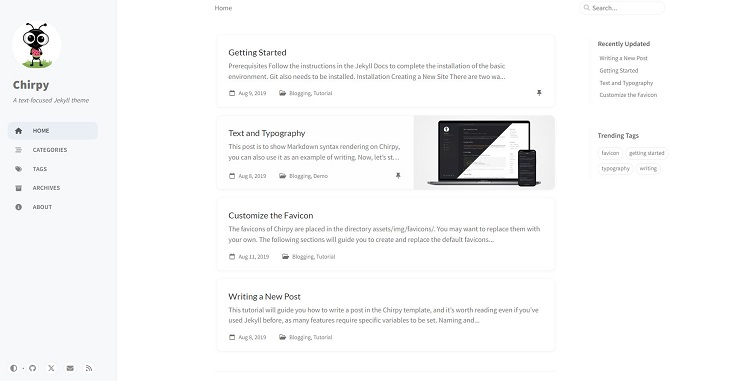 Chirpy
A text-focused Jekyll theme
HOME
CATEGORIES
TAGS
ARCHIVES
ABOUT
Home
Search...
Getting Started
Prerequisites Follow the instructions in the Jekyll Docs to complete the installation of the basic
environment. Git also needs to be installed. Installation Creating a New Site There are two wa...
Aug 9, 2019 Blogging, Tutorial
Text and Typography
This post is to show Markdown syntax rendering on Chirpy,
you can also use it as an example of writing. Now, let's st...
Aug 8, 2019 Blogging, Demo
Customize the Favicon
The favicons of Chirpy are placed in the directory assets/img/favicons/. You may want to replace them with
your own. The following sections will guide you to create and replace the default favicons...
Aug 11, 2019 Blogging, Tutorial
Writing a New Post
This tutorial will guide you how to write a post in the Chirpy template, and it's worth reading even if you've
used Jekyll before, as many features require specific variables to be set. Naming and...
Aug 8, 2019 Blogging, Tutorial
Recently Updated
Writing a New Post
Getting Started
Text and Typography
Customize the Favicon
Trending Tags
favicon getting started
typography writing